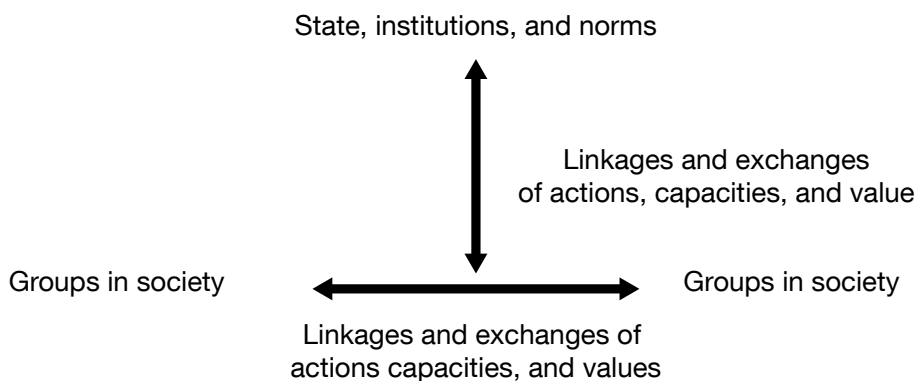 State, institutions, and norms
Linkages and exchanges
of actions, capacities, and value
Groups in society
Groups in society
Linkages and exchanges of
actions capacities, and values